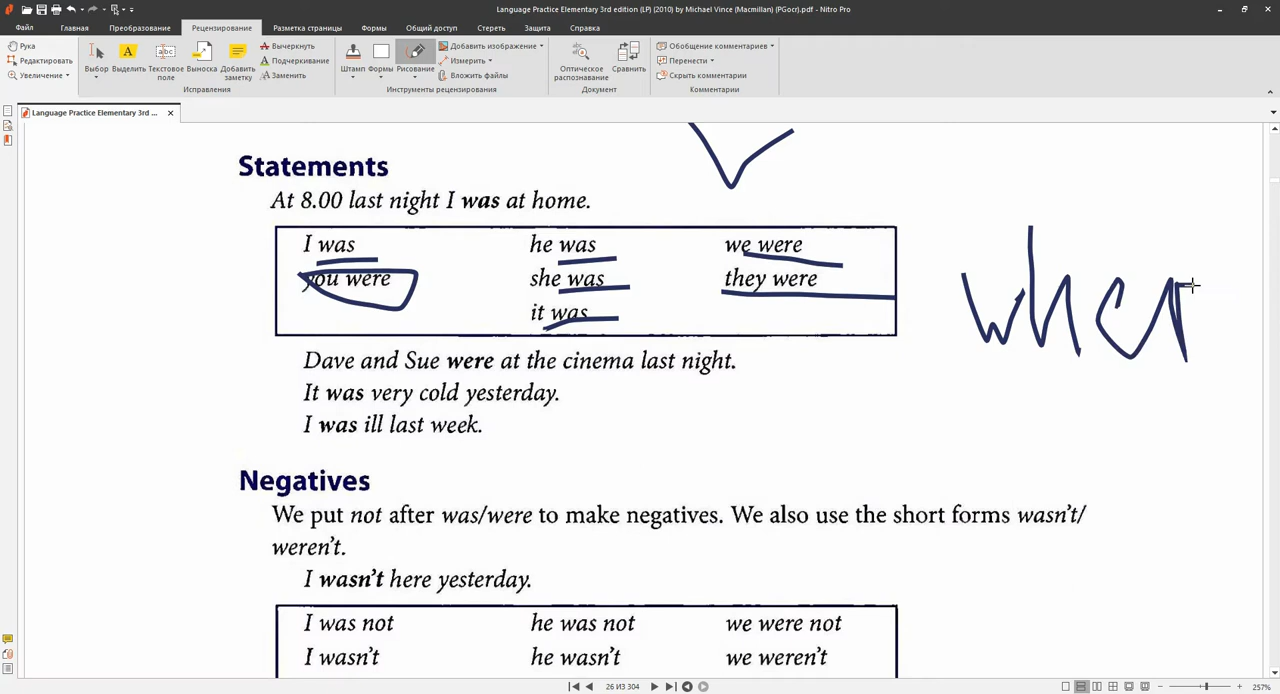 Language Practice Elementary 3rd edition (LP) (2010) by Michael Vince (Macmillan) (PGocr).pdf - Nitro Pro
Файл Главная Преобразование Рецензирование Разметка страницы Формы Общий доступ Стереть Защита Справка
Рука
Редактировать
Увеличение
Выбор
Выделить
Текстовое поле
Выноска
Добавить заметку
Вычеркнуть
Подчеркивание
Заменить
Исправления
Штамп
Формы
Рисование
Добавить изображение
Измерить
Вложить файлы
Инструменты рецензирования
Оптическое распознавание
Сравнить
Документ
Обобщение комментариев
Перенести
Скрыть комментарии
Комментарии
Language Practice Elementary 3rd ...
Statements
At 8.00 last night I was at home.
I was he was we were
you were she was they were
it was
Dave and Sue were at the cinema last night.
It was very cold yesterday.
I was ill last week.
wher
Negatives
We put not after was/were to make negatives. We also use the short forms wasn't/
weren't.
I wasn't here yesterday.
I was not he was not we were not
I wasn't he wasn't we weren't
26 ИЗ 304
257%